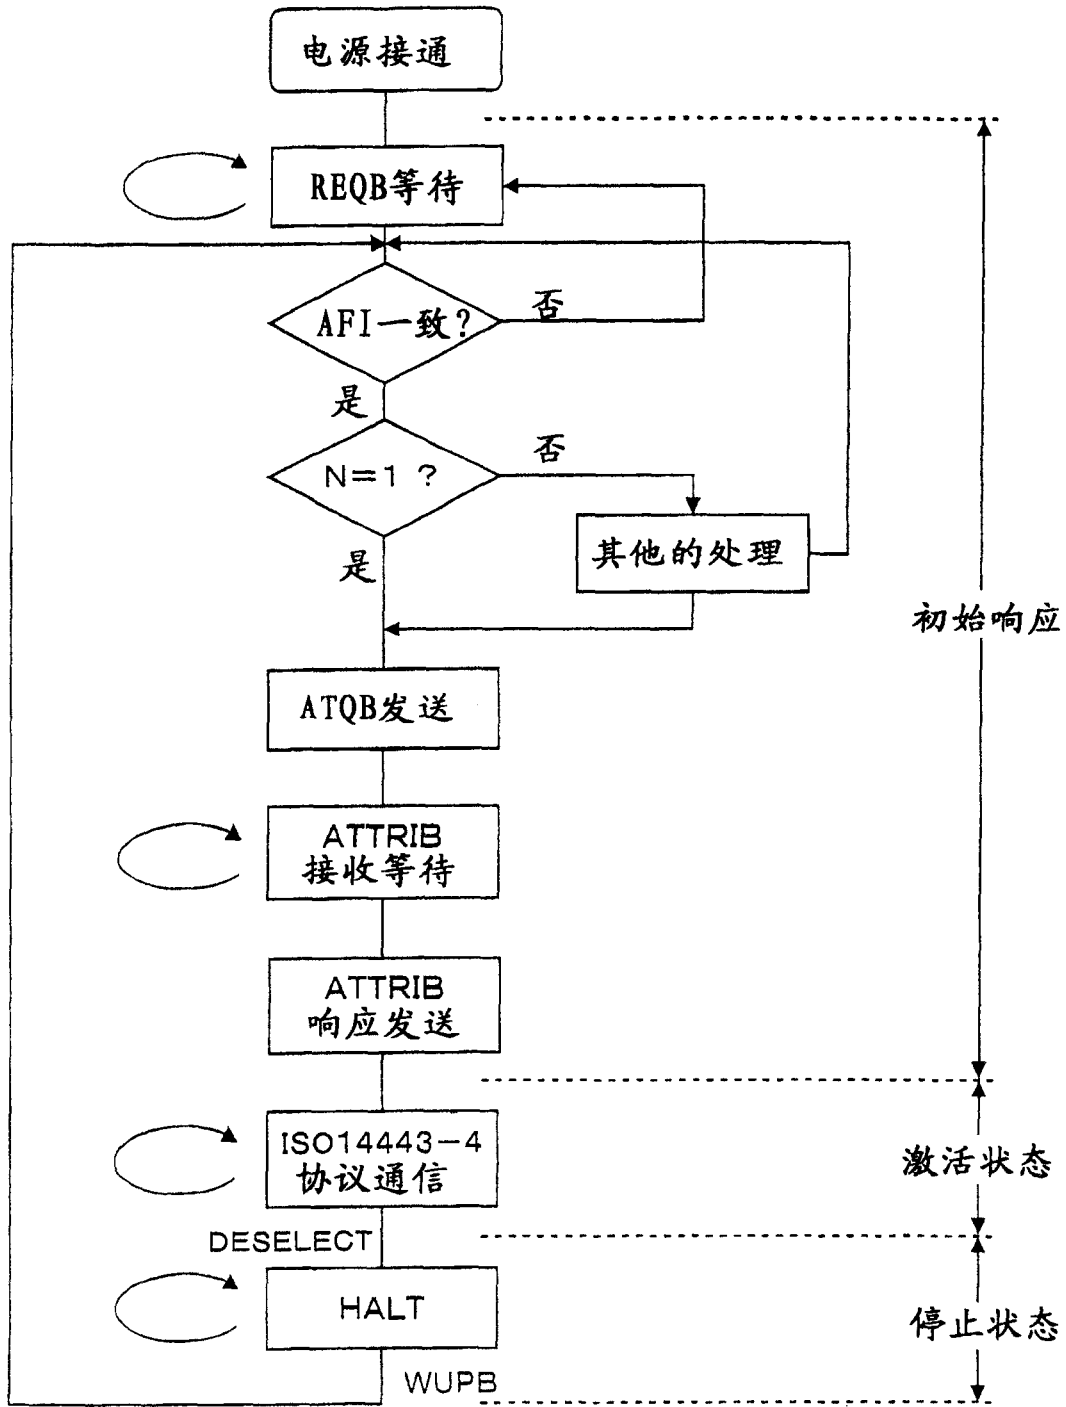 电源接通
REQB等待
AFI一致?
否
是
N=1 ?
否
是
其他的处理
初始响应
ATQB发送
ATTRIB
接收等待
ATTRIB
响应发送
ISO14443-4
协议通信
激活状态
DESELECT
HALT
停止状态
WUPB